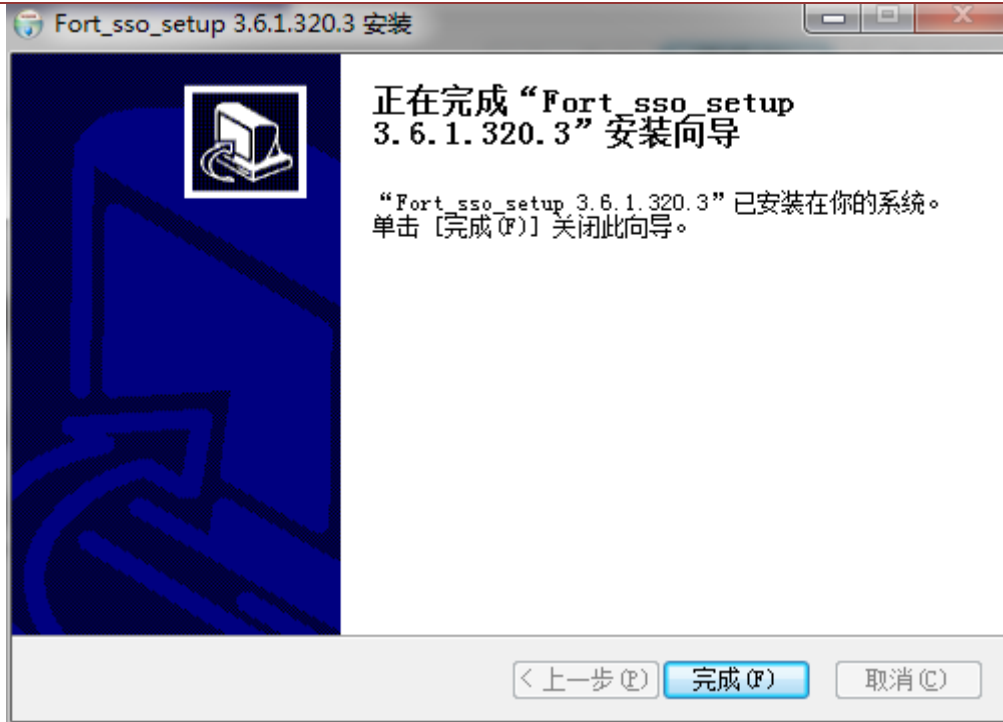 Fort_sso_setup 3.6.1.320.3 安装
正在完成“Fort_sso_setup
3.6.1.320.3”安装向导
“Fort_sso_setup 3.6.1.320.3”已安装在你的系统。
单击 [完成(F)] 关闭此向导。
< 上一步(P) 完成(F) 取消(C)